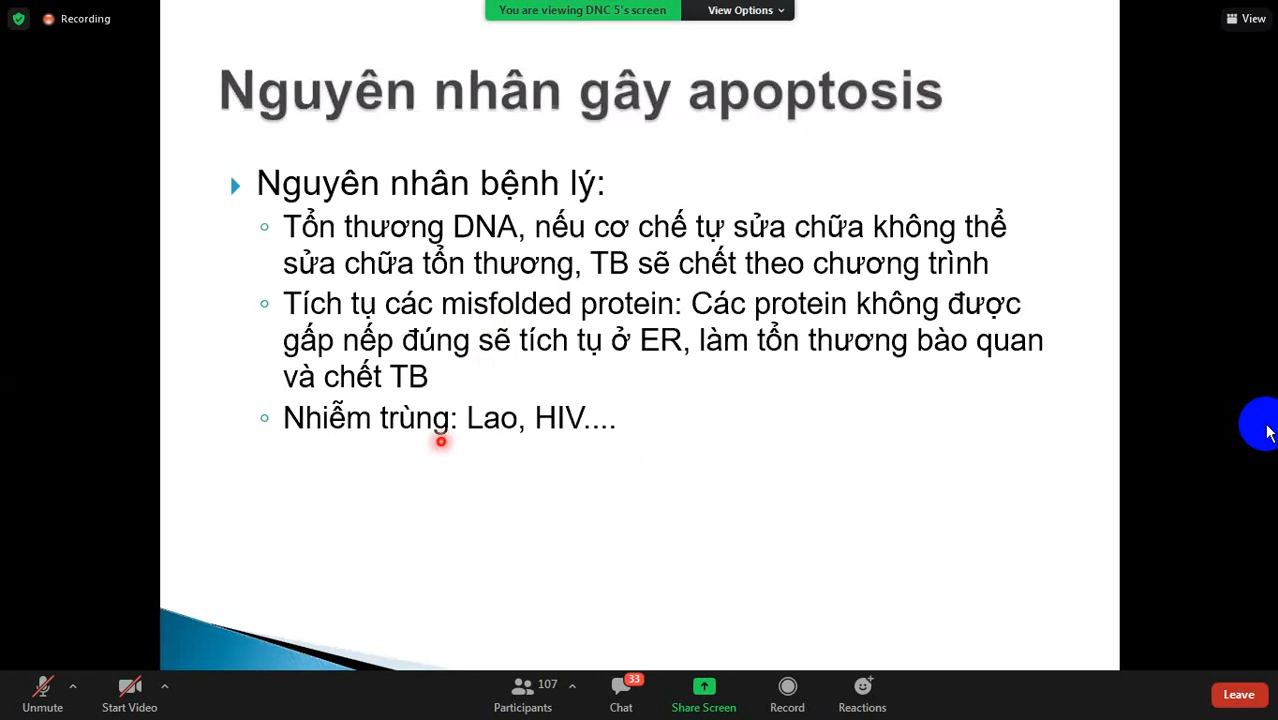 Recording
You are viewing DNC 5's screen
View Options
View
Nguyên nhân gây apoptosis
Nguyên nhân bệnh lý:
Tổn thương DNA, nếu cơ chế tự sửa chữa không thể
sửa chữa tổn thương, TB sẽ chết theo chương trình
Tích tụ các misfolded protein: Các protein không được
gấp nếp đúng sẽ tích tụ ở ER, làm tổn thương bào quan
và chết TB
Nhiễm trùng: Lao, HIV....
Unmute
Start Video
107
Participants
33
Chat
Share Screen
Record
Reactions
Leave